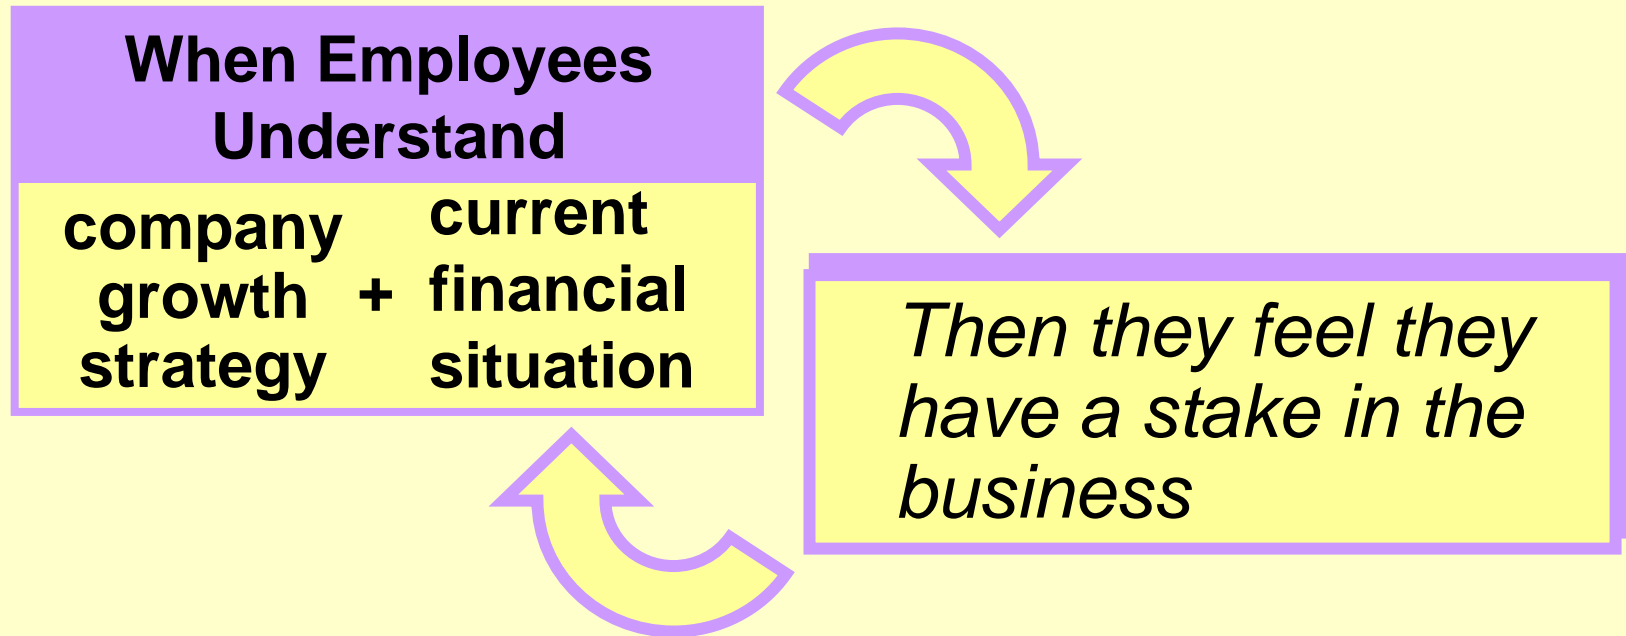 When Employees
Understand
company
growth
strategy
+
current
financial
situation
Then they feel they
have a stake in the
business